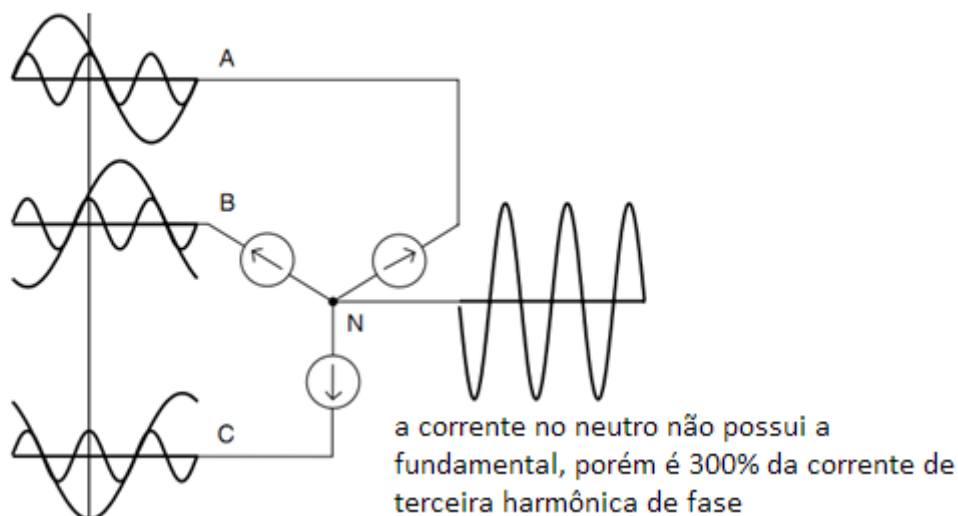 A
B
N
C
a corrente no neutro não possui a
fundamental, porém é 300% da corrente de
terceira harmônica de fase